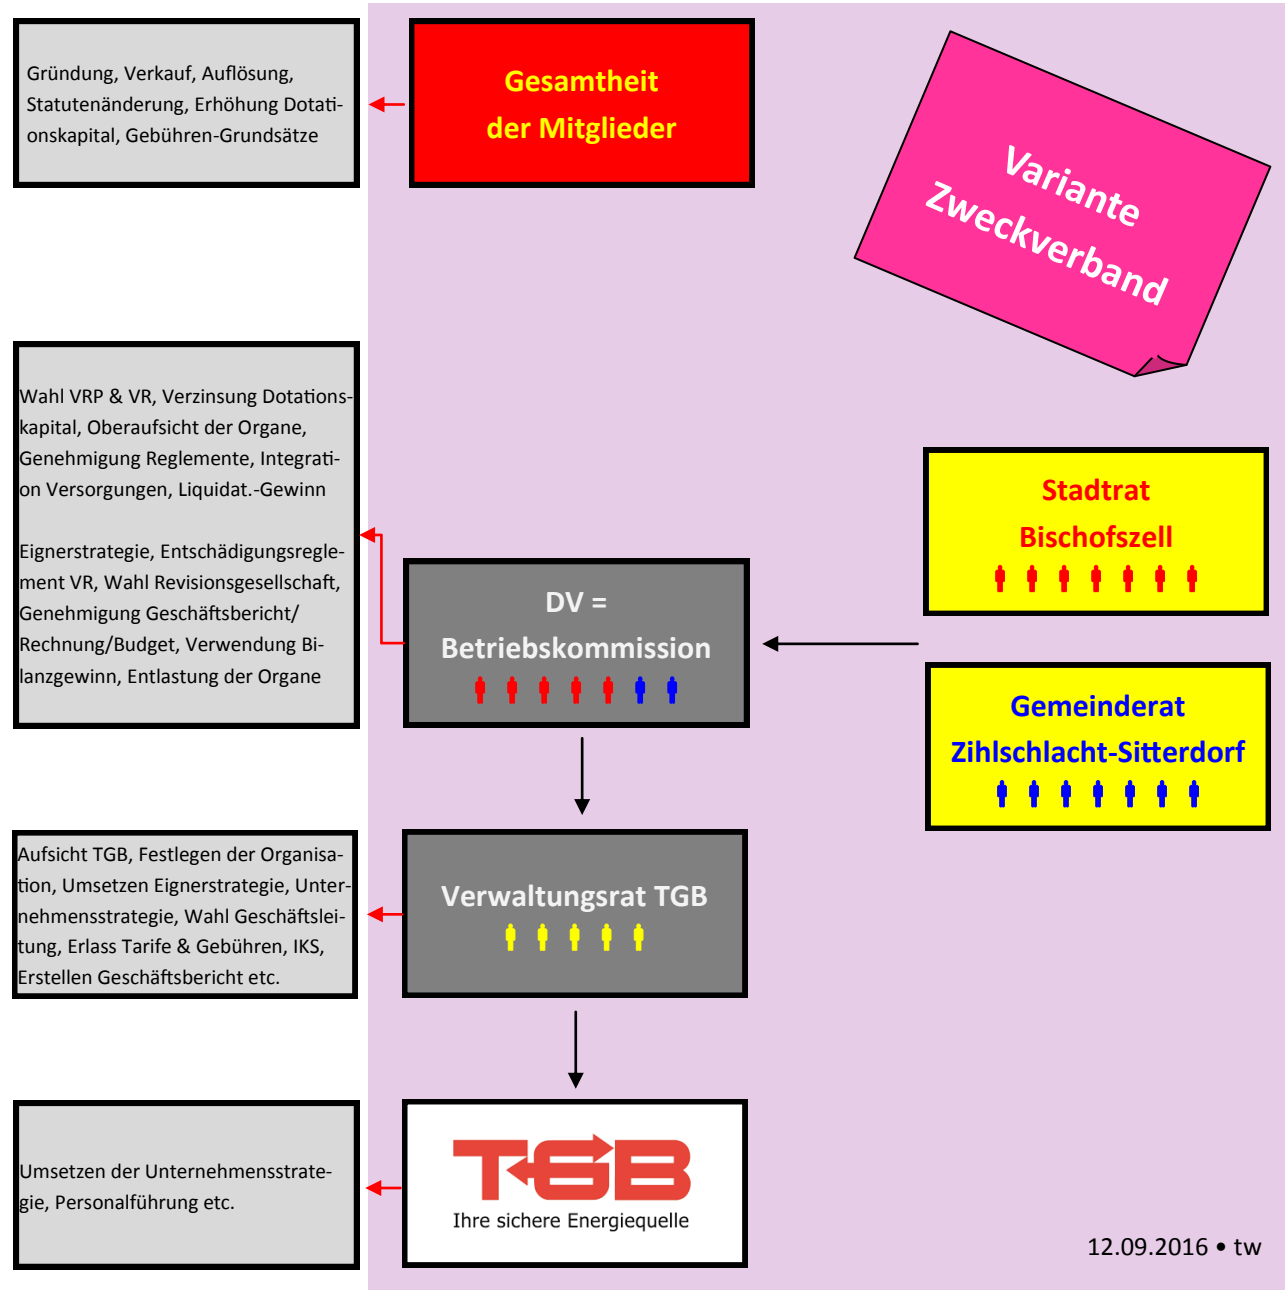 Gründung, Verkauf, Auflösung,
Statutenänderung, Erhöhung Dotati-
onskapital, Gebühren-Grundsätze
Gesamtheit
der Mitglieder
Variante
Zweckverband
Wahl VRP & VR, Verzinsung Dotations-
kapital, Oberaufsicht der Organe,
Genehmigung Reglemente, Integrati-
on Versorgungen, Liquidat.-Gewinn
Eignerstrategie, Entschädigungsregle-
ment VR, Wahl Revisionsgesellschaft,
Genehmigung Geschäftsbericht/
Rechnung/Budget, Verwendung Bi-
lanzgewinn, Entlastung der Organe
DV =
Betriebskommission
Stadtrat
Bischofszell
Gemeinderat
Zihlschlacht-Sitterdorf
Aufsicht TGB, Festlegen der Organisa-
tion, Umsetzen Eignerstrategie, Unter-
nehmensstrategie, Wahl Geschäftslei-
tung, Erlass Tarife & Gebühren, IKS,
Erstellen Geschäftsbericht etc.
Verwaltungsrat TGB
Umsetzen der Unternehmensstrate-
gie, Personalführung etc.
TGB
Ihre sichere Energiequelle
12.09.2016 • tw